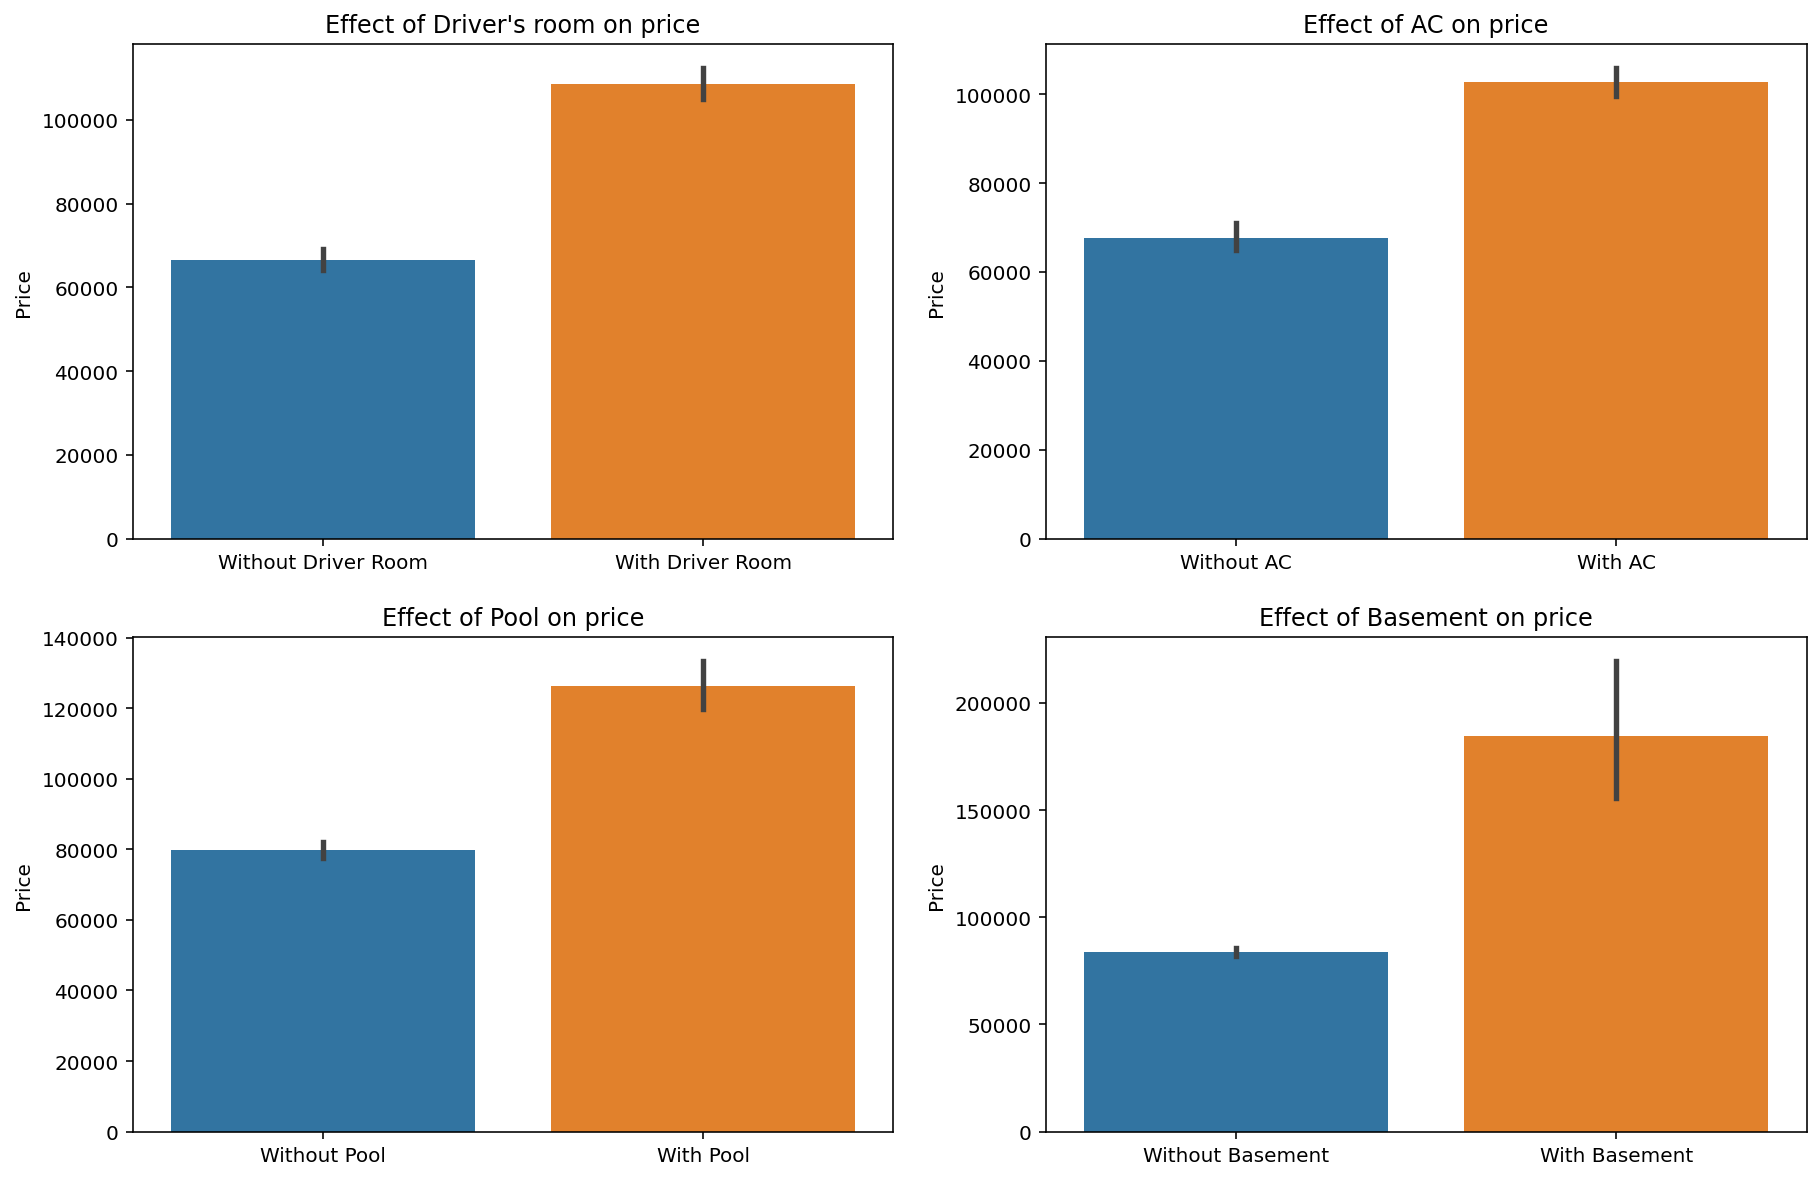 Effect of Driver's room on price
Price
100000
80000
60000
40000
20000
0
Without Driver Room With Driver Room
Effect of AC on price
Price
100000
80000
60000
40000
20000
0
Without AC With AC
Effect of Pool on price
Price
140000
120000
100000
80000
60000
40000
20000
0
Without Pool With Pool
Effect of Basement on price
Price
200000
150000
100000
50000
0
Without Basement With Basement